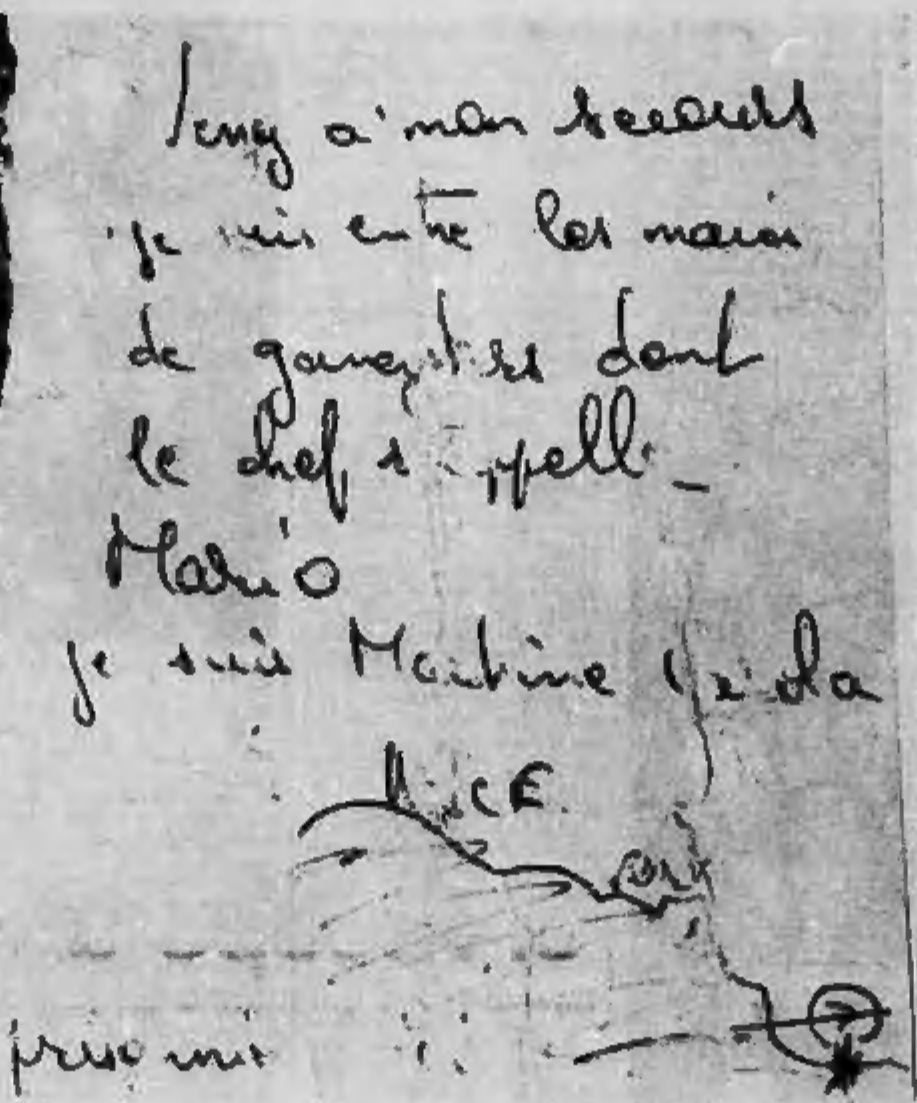 Venez à mon secours
je suis entre les mains
de gangsters dont
le chef s'appelle
Mario
je suis Martine
NICE